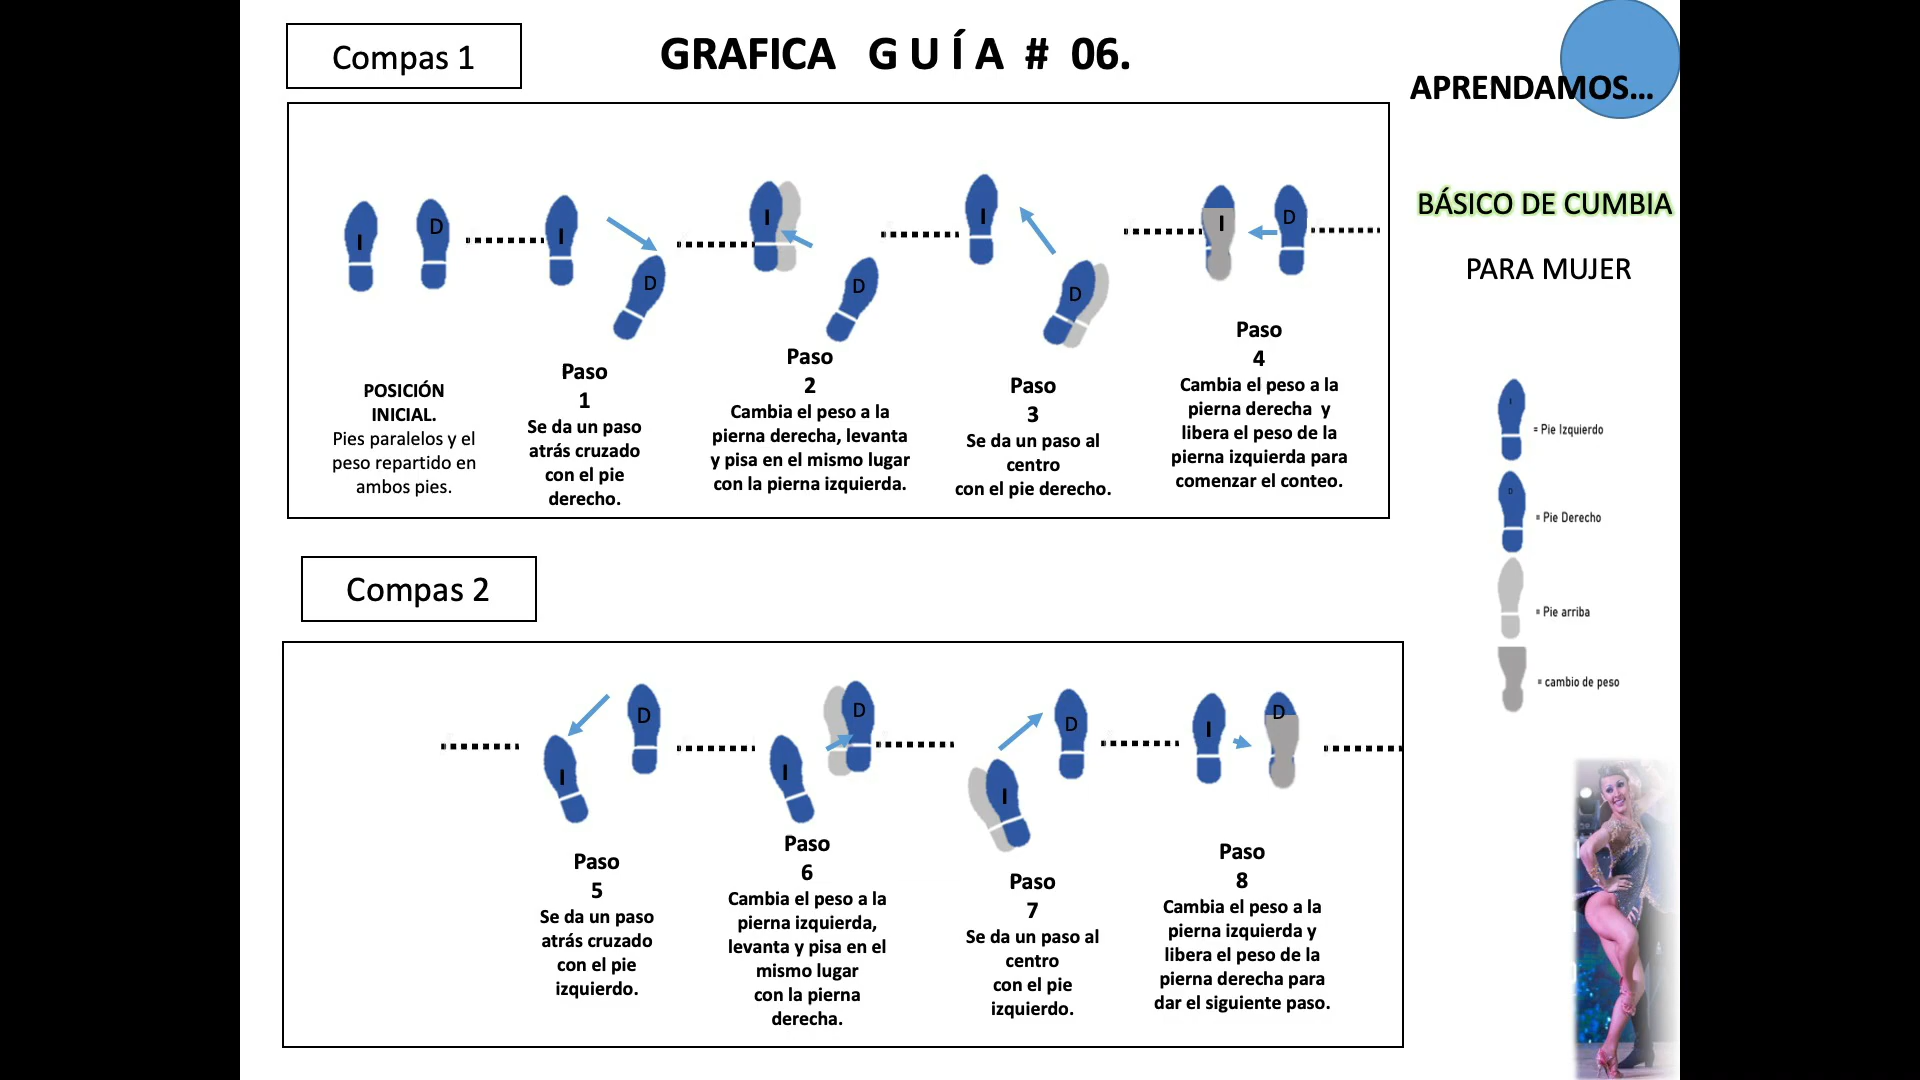 Compas 1
GRAFICA G U Í A # 06.
APRENDAMOS...
BÁSICO DE CUMBIA
PARA MUJER
I
D
I
D
I
D
I
D
I
D
POSICIÓN
INICIAL.
Pies paralelos y el
peso repartido en
ambos pies.
Paso
1
Se da un paso
atrás cruzado
con el pie
derecho.
Paso
2
Cambia el peso a la
pierna derecha, levanta
y pisa en el mismo lugar
con la pierna izquierda.
Paso
3
Se da un paso al
centro
con el pie derecho.
Paso
4
Cambia el peso a la
pierna derecha y
libera el peso de la
pierna izquierda para
comenzar el conteo.
I
= Pie Izquierdo
D
= Pie Derecho
= Pie arriba
= cambio de peso
Compas 2
I
D
I
D
I
D
I
D
Paso
5
Se da un paso
atrás cruzado
con el pie
izquierdo.
Paso
6
Cambia el peso a la
pierna izquierda,
levanta y pisa en el
mismo lugar
con la pierna
derecha.
Paso
7
Se da un paso al
centro
con el pie
izquierdo.
Paso
8
Cambia el peso a la
pierna izquierda y
libera el peso de la
pierna derecha para
dar el siguiente paso.